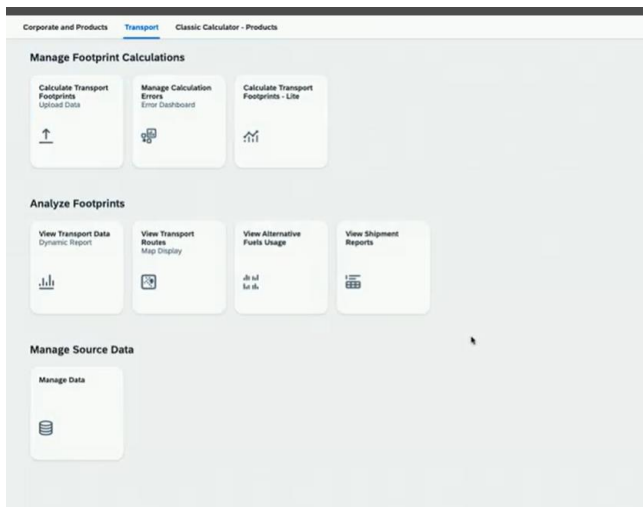 Corporate and Products Transport Classic Calculator - Products
Manage Footprint Calculations
Calculate Transport
Footprints
Upload Data
Manage Calculation
Errors
Error Dashboard
Calculate Transport
Footprints - Lite
Analyze Footprints
View Transport Data
Dynamic Report
View Transport
Routes
Map Display
View Alternative
Fuels Usage
View Shipment
Reports
Manage Source Data
Manage Data